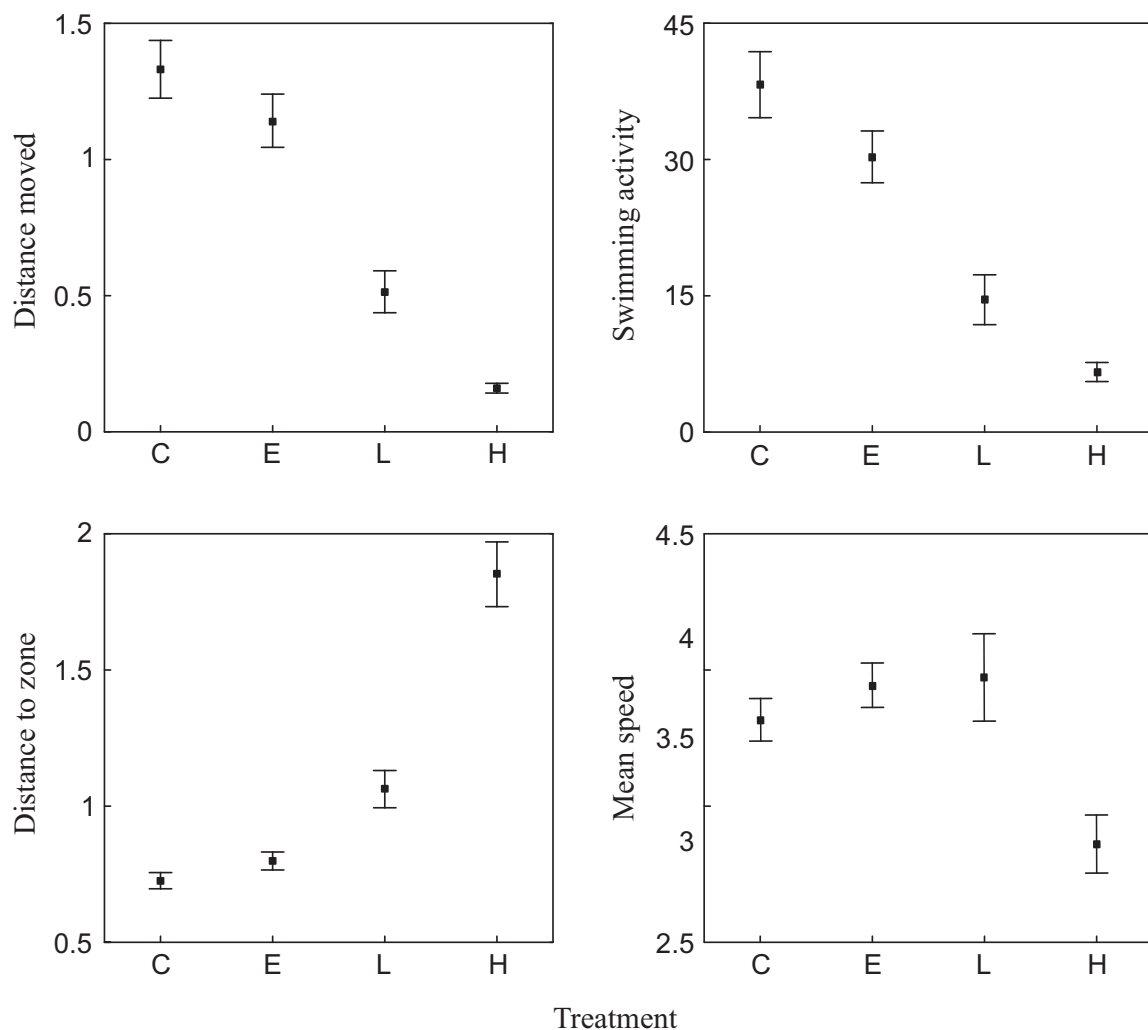 Distance moved
1.5
1
0.5
0
C E L H
Swimming activity
45
30
15
0
C E L H
Distance to zone
2
1.5
1
0.5
C E L H
Mean speed
4.5
4
3.5
3
2.5
C E L H
Treatment